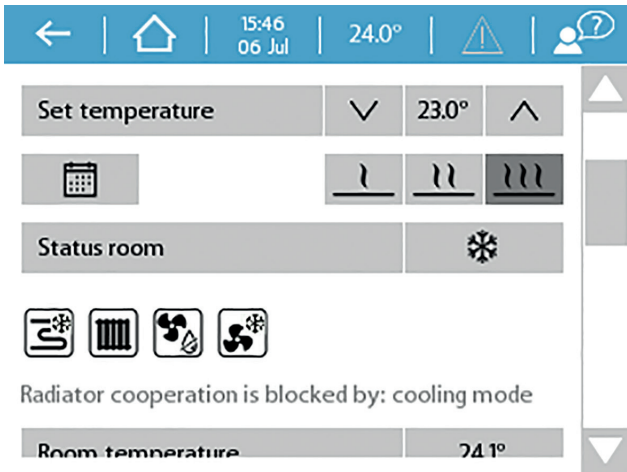 15:46
06 Jul
24.0°
?
Set temperature
23.0°
Status room
Radiator cooperation is blocked by: cooling mode
Room temperature
24.1°